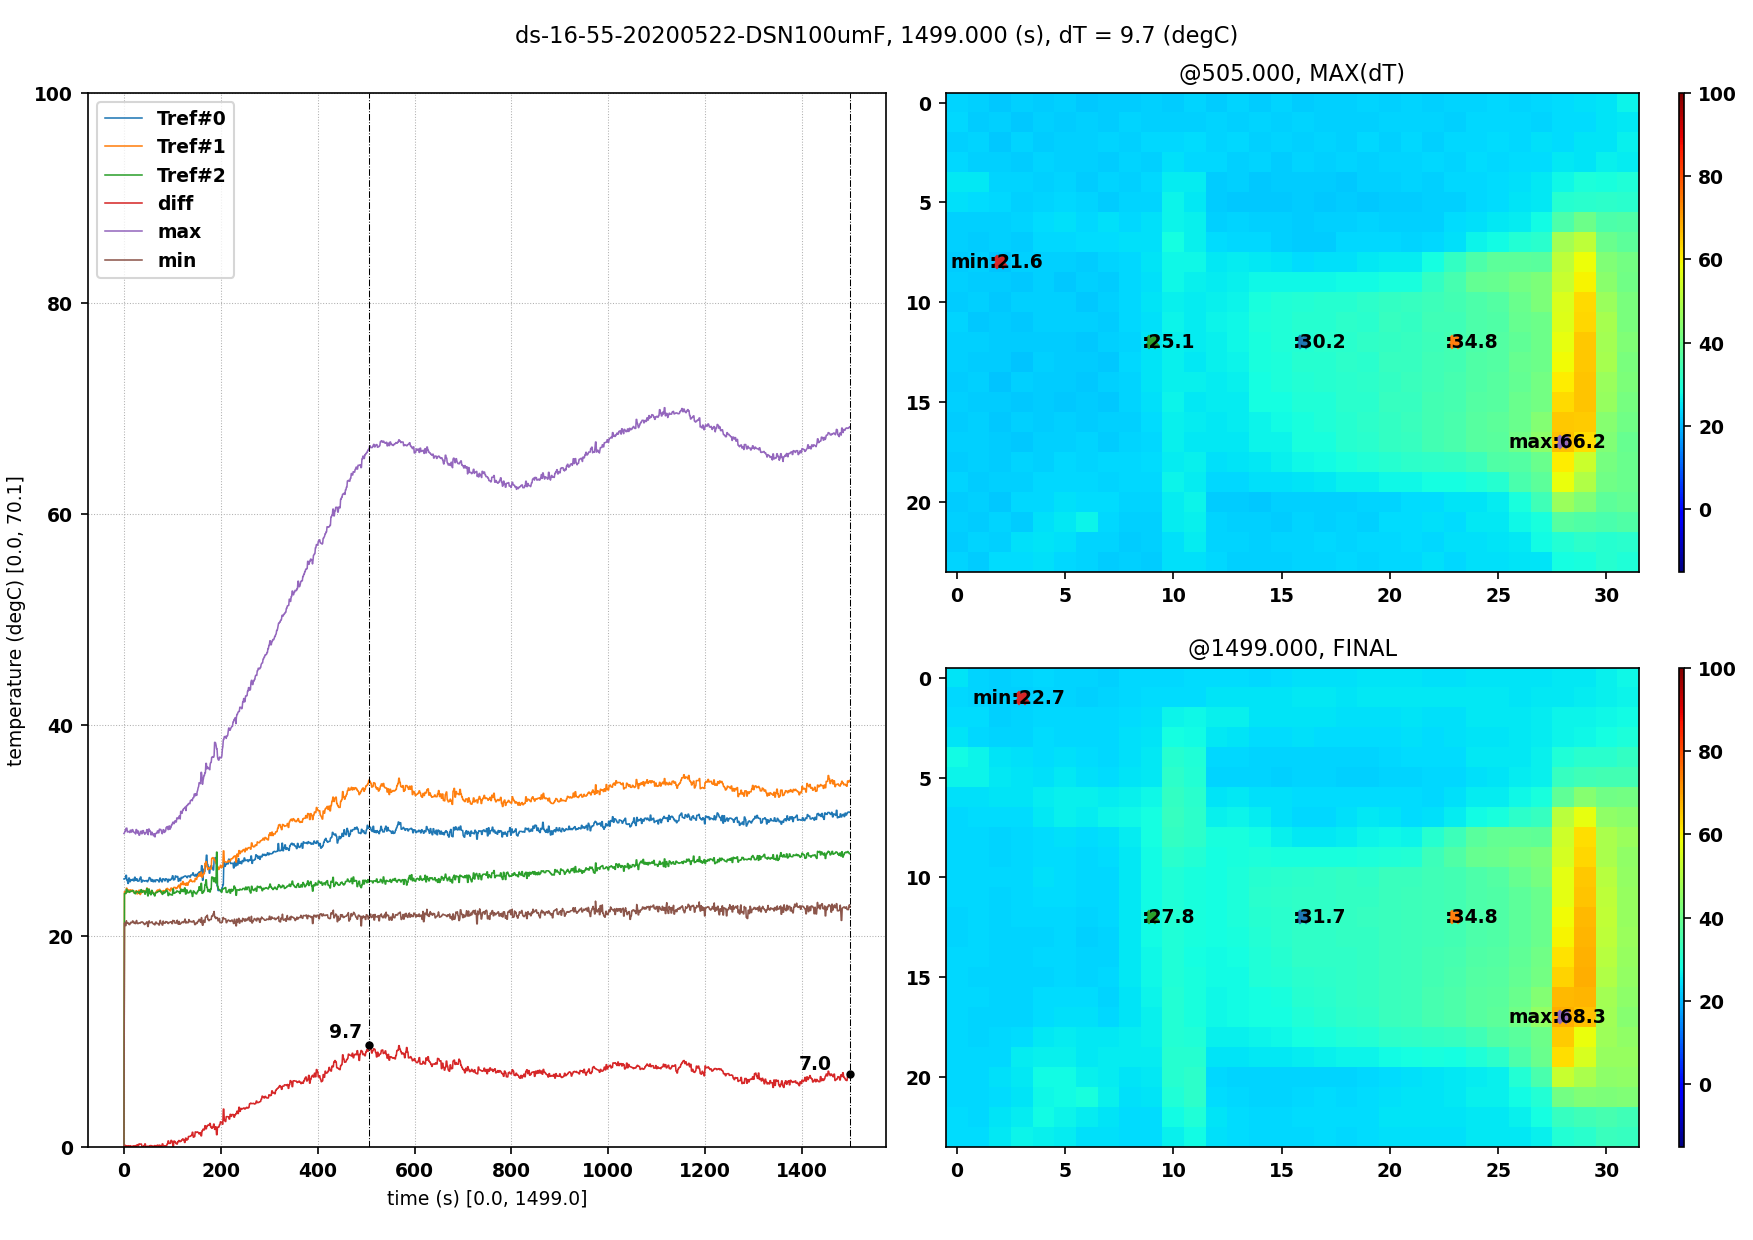 ds-16-55-20200522-DSN100umF, 1499.000 (s), dT = 9.7 (degC)
temperature (degC) [0.0, 70.1]
100
80
60
40
20
0
Tref#0
Tref#1
Tref#2
diff
max
min
9.7
7.0
0 200 400 600 800 1000 1200 1400
time (s) [0.0, 1499.0]
@505.000, MAX(dT)
0
5
10
15
20
min:21.6
:25.1
:30.2
:34.8
max:66.2
0 5 10 15 20 25 30
100
80
60
40
20
0
@1499.000, FINAL
0
5
10
15
20
min:22.7
:27.8
:31.7
:34.8
max:68.3
0 5 10 15 20 25 30
100
80
60
40
20
0